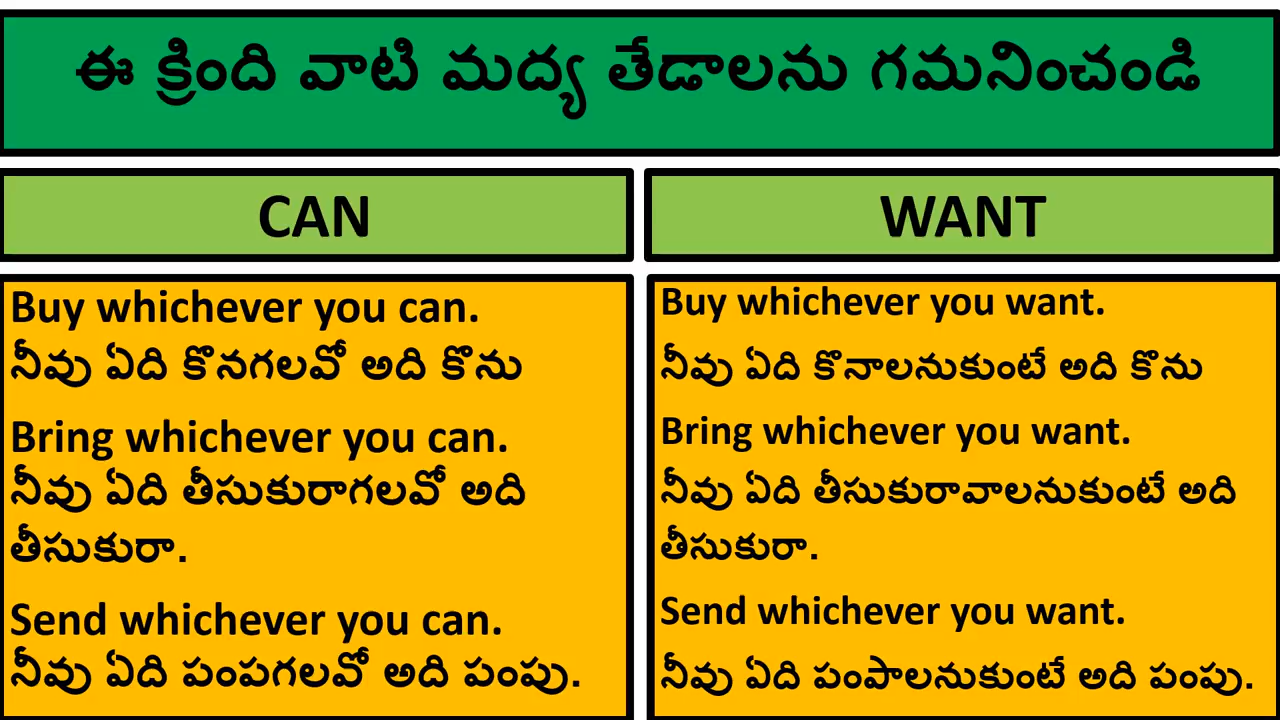 ఈ క్రింది వాటి మద్య తేడాలను గమనించండి
CAN
Buy whichever you can.
నీవు ఏది కొనగలవో అది కొను
Bring whichever you can.
నీవు ఏది తీసుకురాగలవో అది
తీసుకురా.
Send whichever you can.
నీవు ఏది పంపగలవో అది పంపు.
WANT
Buy whichever you want.
నీవు ఏది కొనాలనుకుంటే అది కొను
Bring whichever you want.
నీవు ఏది తీసుకురావాలనుకుంటే అది
తీసుకురా.
Send whichever you want.
నీవు ఏది పంపాలనుకుంటే అది పంపు.